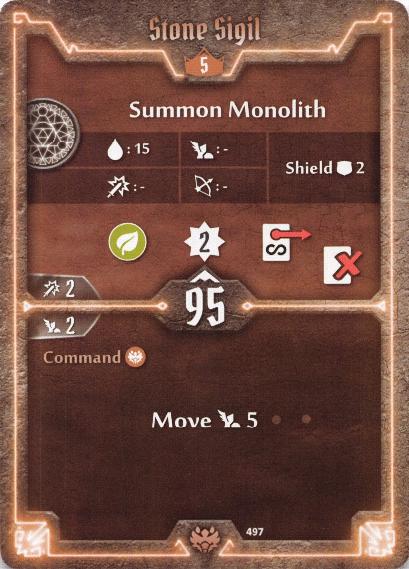 Stone Sigil
5
Summon Monolith
: 15 : -
Shield 2
: - : -
2
S
2
95
2
Command
Move 5
497